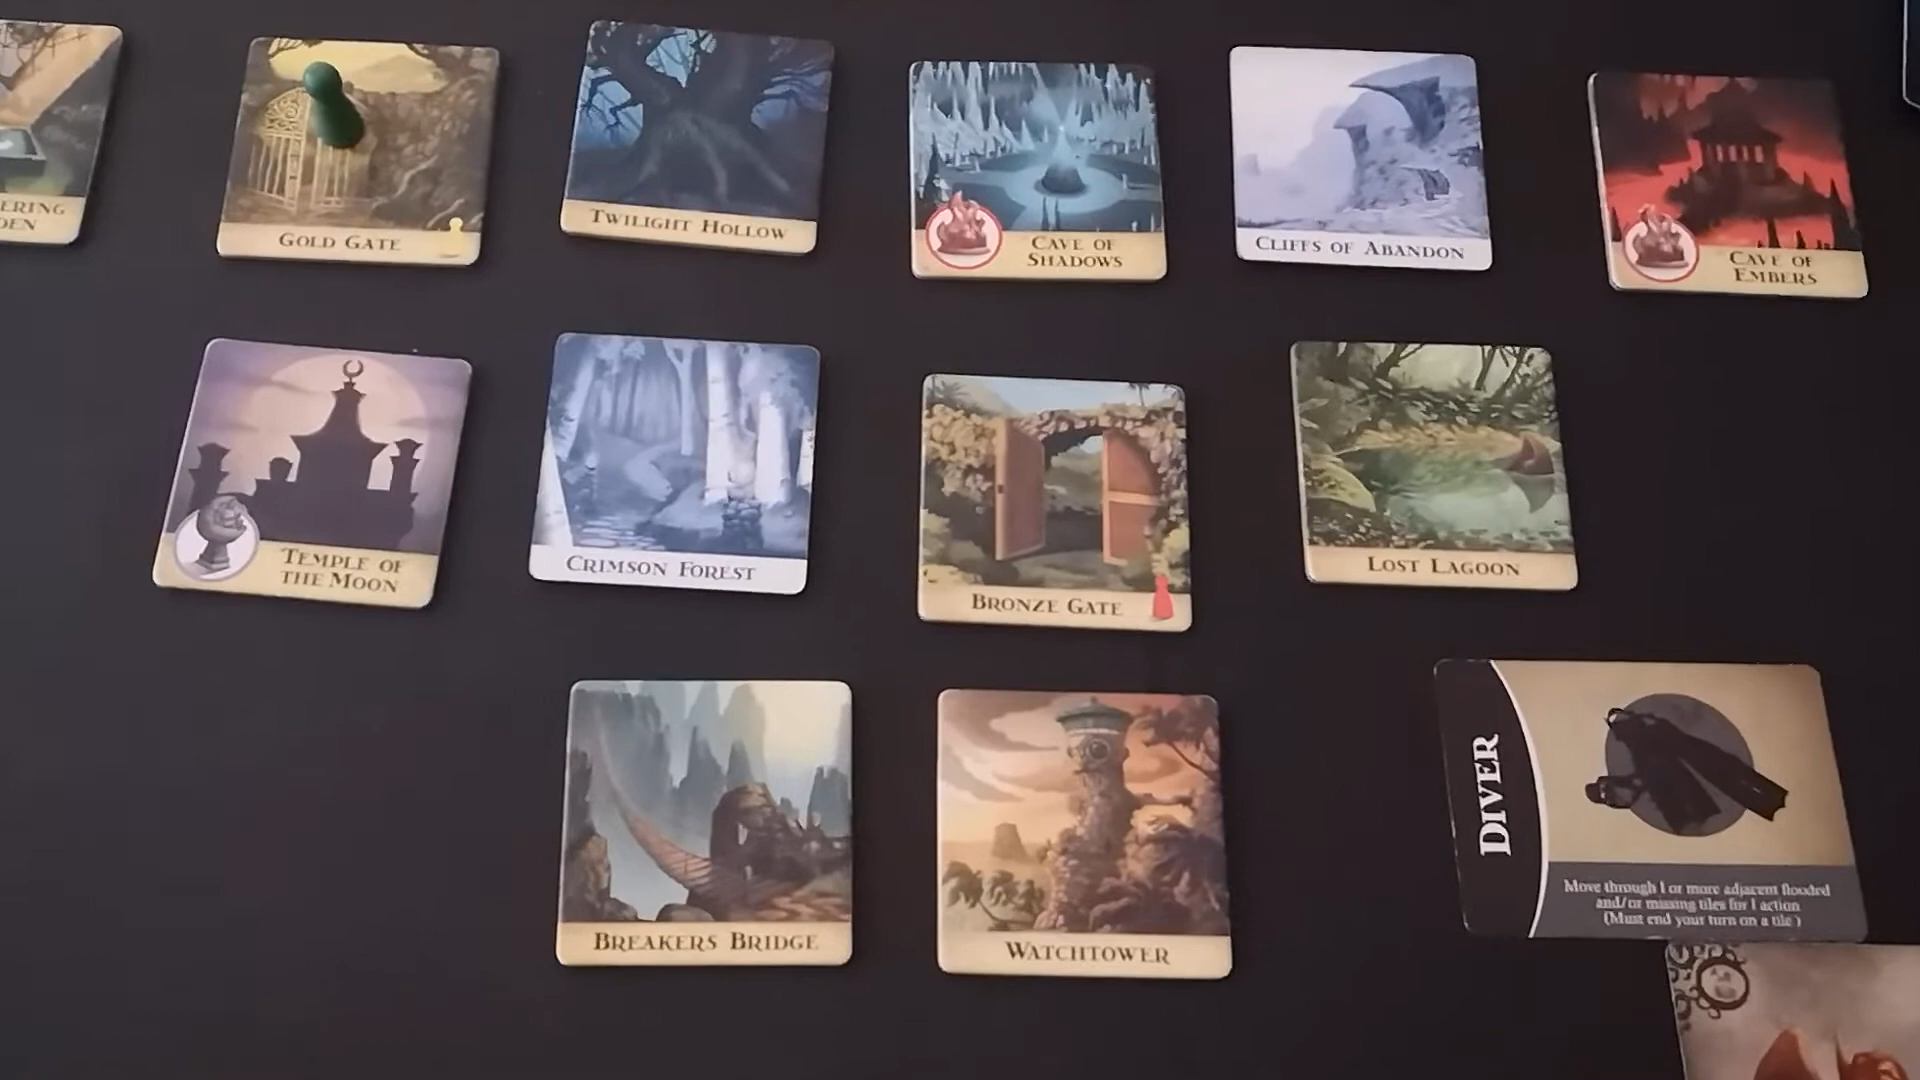 ERING
DEN
GOLD GATE
TWILIGHT HOLLOW
CAVE OF
SHADOWS
CLIFFS OF ABANDON
CAVE OF
EMBERS
TEMPLE OF
THE MOON
CRIMSON FOREST
BRONZE GATE
LOST LAGOON
BREAKERS BRIDGE
WATCHTOWER
DIVER
Move through 1 or more adjacent flooded
and/or missing tiles for 1 action
(Must end your turn on a tile)